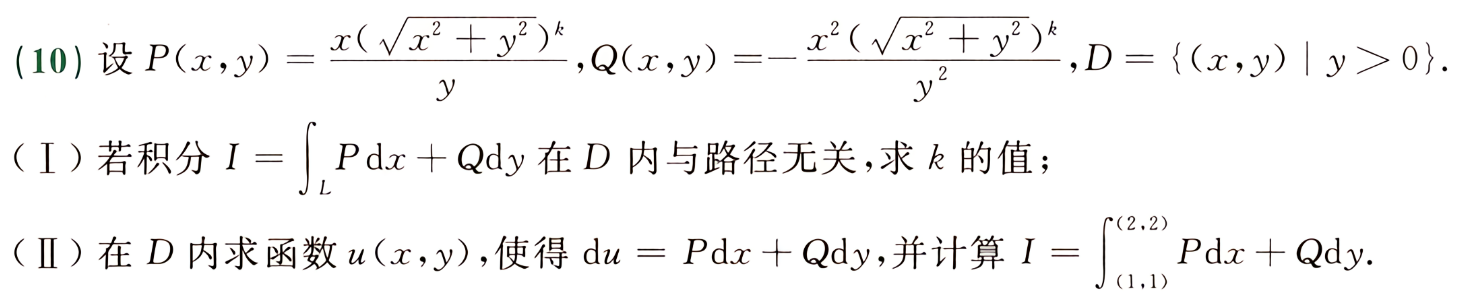 (10) 设 $P(x,y) = \frac{x(\sqrt{x^2+y^2})^k}{y}, Q(x,y) = -\frac{x^2(\sqrt{x^2+y^2})^k}{y^2}, D = \{(x,y) \mid y > 0\}.$
(Ⅰ) 若积分 $I = \int_L P\mathrm{d}x + Q\mathrm{d}y$ 在 $D$ 内与路径无关,求 $k$ 的值;
(Ⅱ) 在 $D$ 内求函数 $u(x,y)$,使得 $\mathrm{d}u = P\mathrm{d}x + Q\mathrm{d}y$,并计算 $I = \int_{(1,1)}^{(2,2)} P\mathrm{d}x + Q\mathrm{d}y.$